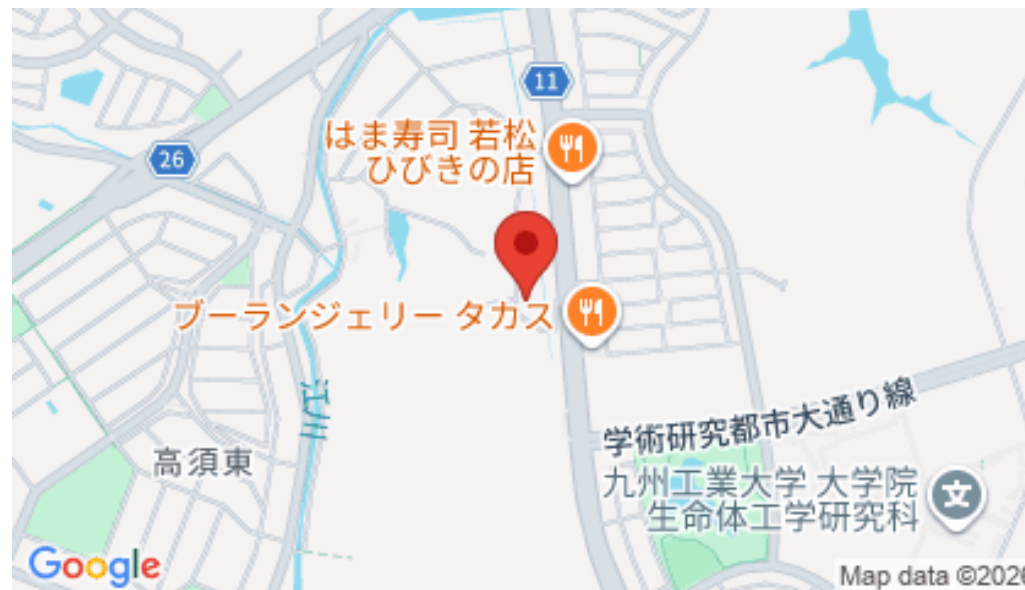 11
はま寿司 若松
ひびきの店
26
ブーランジェリー タカス
江川
学術研究都市大通り線
高須東
九州工業大学 大学院
生命体工学研究科
文
Google
Map data ©2026